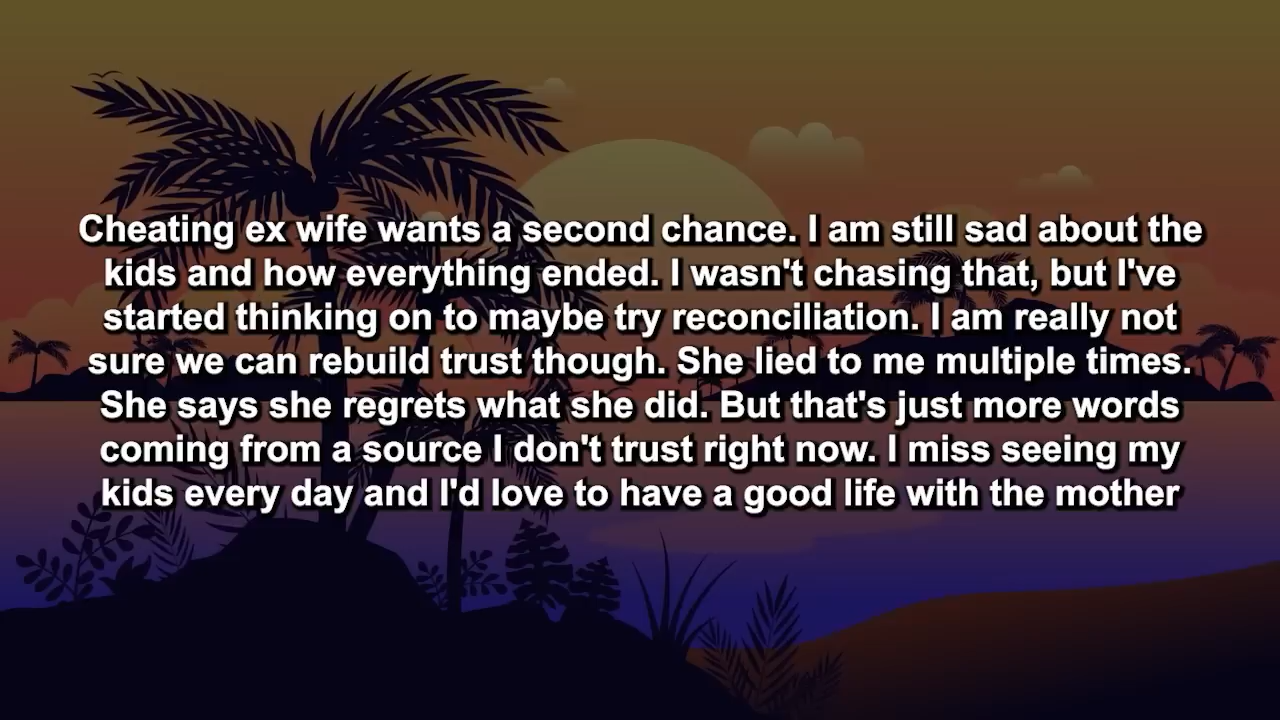 Cheating ex wife wants a second chance. I am still sad about the
kids and how everything ended. I wasn't chasing that, but I've
started thinking on to maybe try reconciliation. I am really not
sure we can rebuild trust though. She lied to me multiple times.
She says she regrets what she did. But that's just more words
coming from a source I don't trust right now. I miss seeing my
kids every day and I'd love to have a good life with the mother